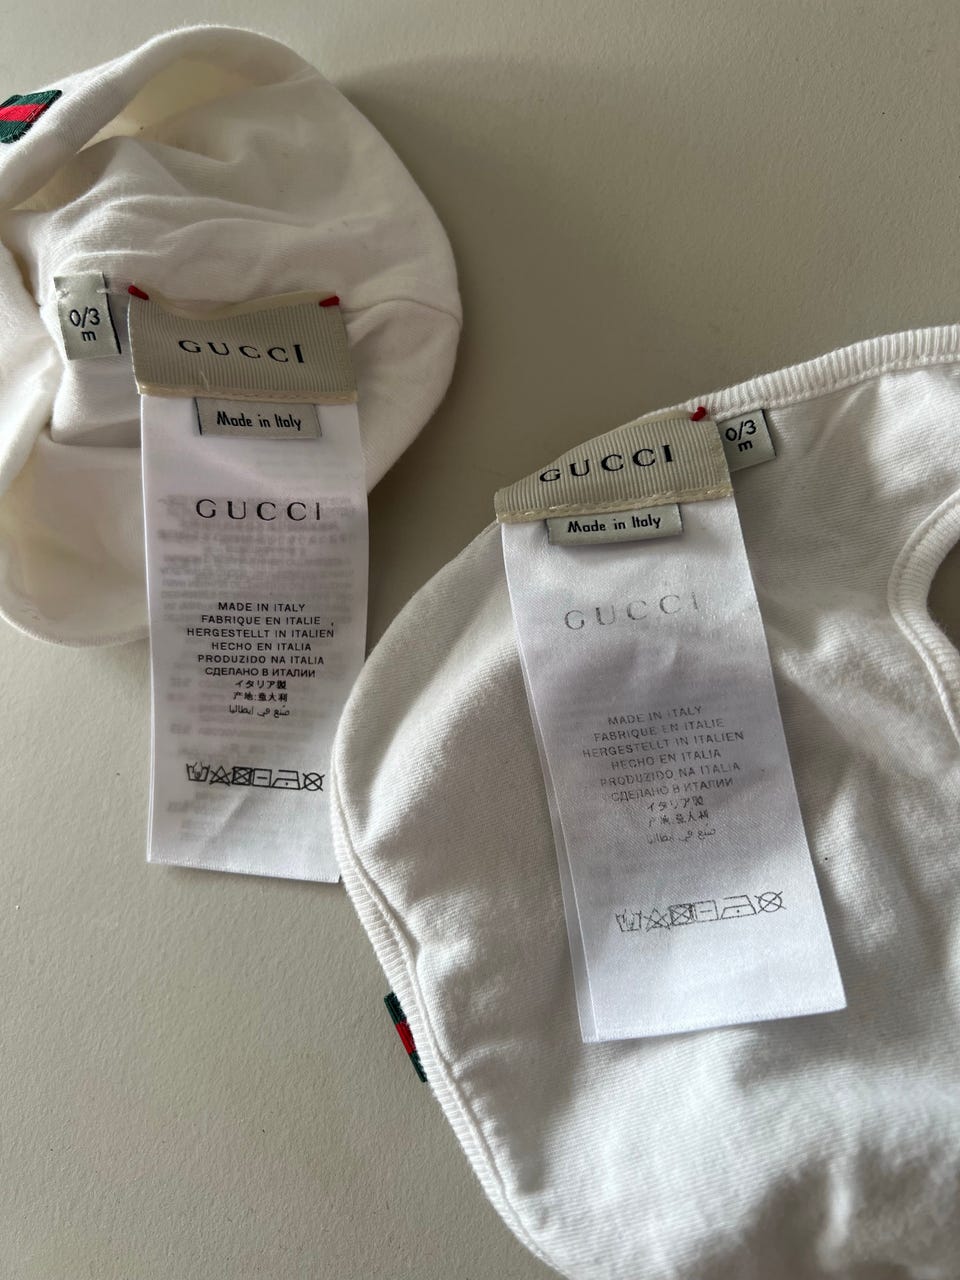 0/3
m
GUCCI
Made in Italy
GUCCI
MADE IN ITALY
FABRIQUE EN ITALIE
HERGESTELLT IN ITALIEN
HECHO EN ITALIA
PRODUZIDO NA ITALIA
СДЕЛАНО В ИТАЛИИ
イタリア製
产地:意大利
صنع في ايطاليا
0/3
m
GUCCI
Made in Italy
GUCCI
MADE IN ITALY
FABRIQUE EN ITALIE
HERGESTELLT IN ITALIEN
HECHO EN ITALIA
PRODUZIDO NA ITALIA
СДЕЛАНО В ИТАЛИИ
イタリア製
产地:意大利
صنع في ايطاليا